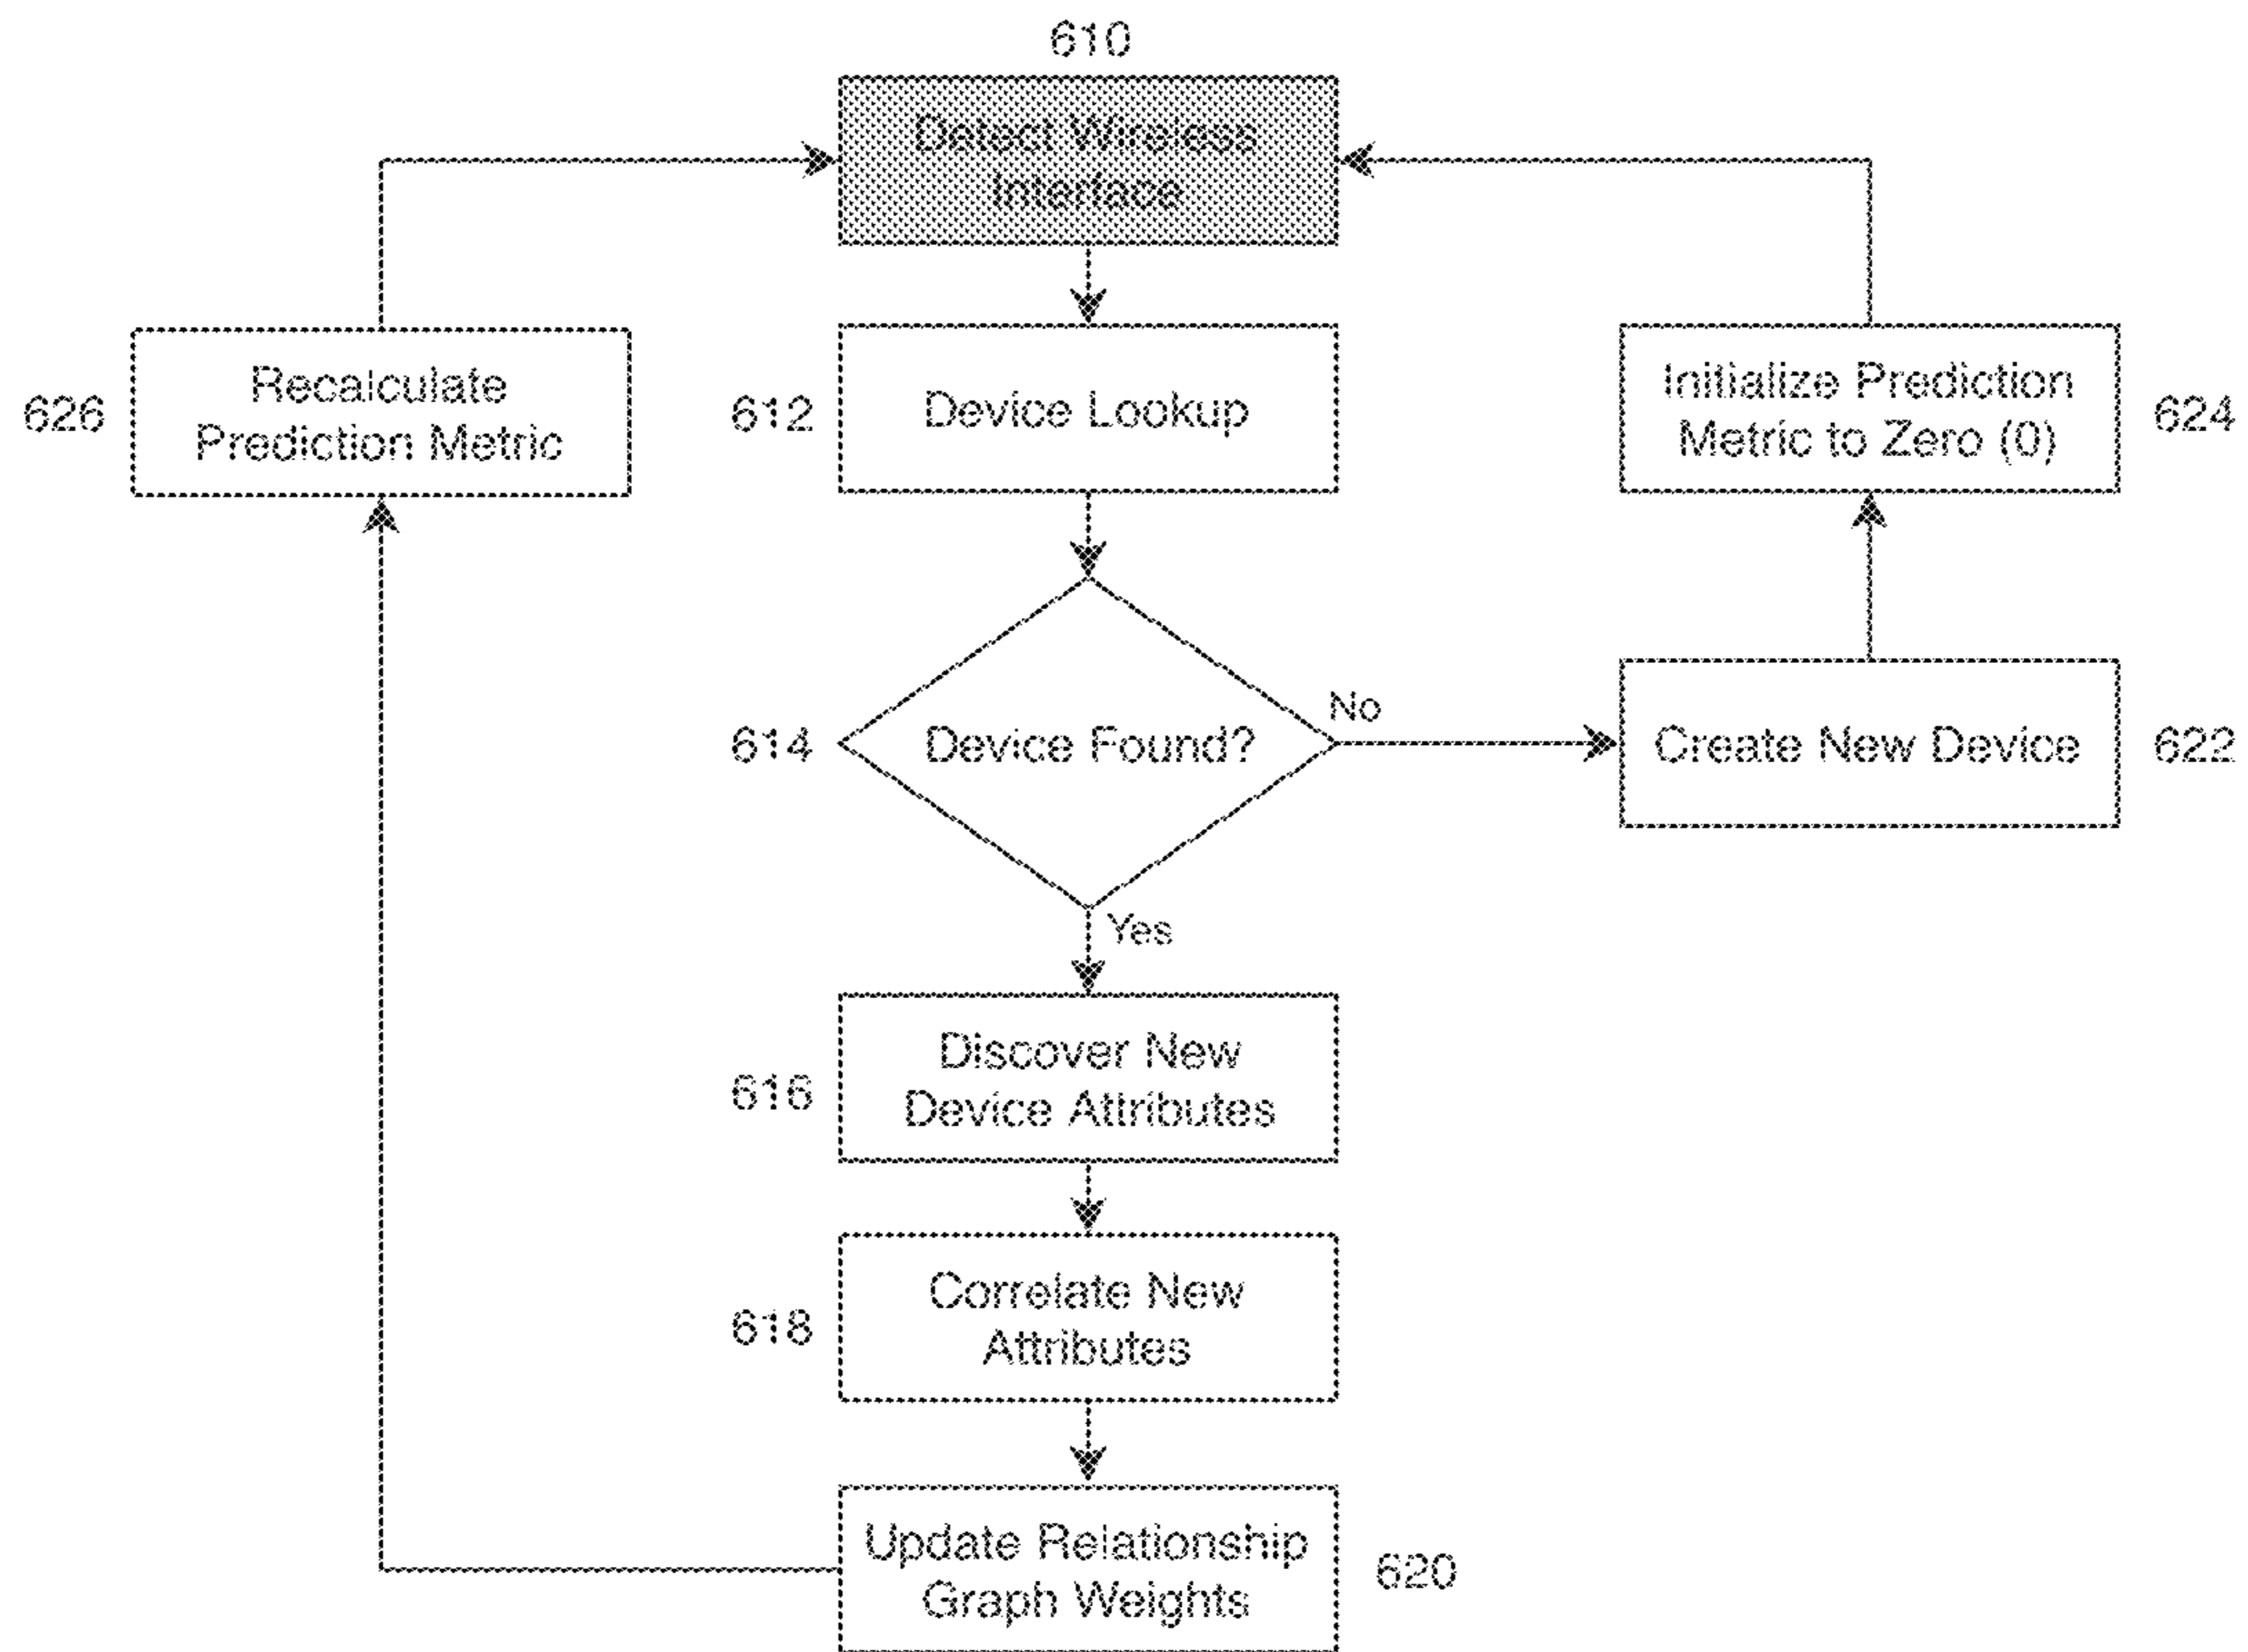 610
Detect Wireless
Interface
626
Recalculate
Prediction Metric
612
Device Lookup
Initialize Prediction
Metric to Zero (0)
624
614
Device Found?
No
Create New Device
622
Yes
616
Discover New
Device Attributes
618
Correlate New
Attributes
Update Relationship
Graph Weights
620